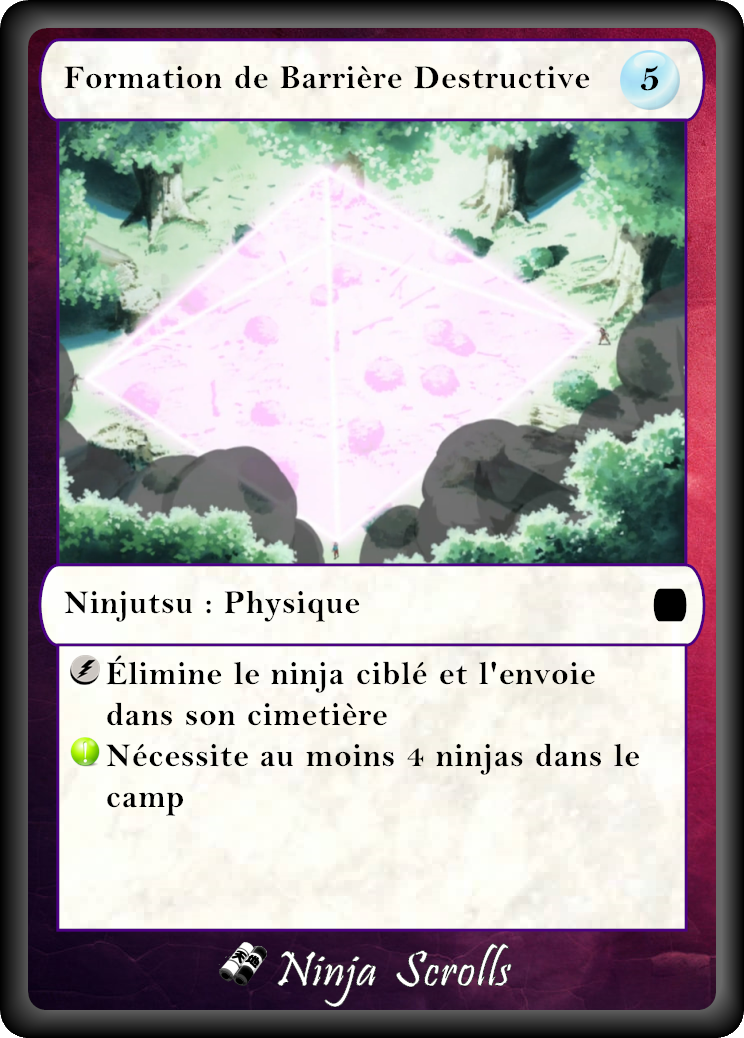 Formation de Barrière Destructive
5
Ninjutsu : Physique
Élimine le ninja ciblé et l'envoie
dans son cimetière
! Nécessite au moins 4 ninjas dans le
camp
Ninja Scrolls